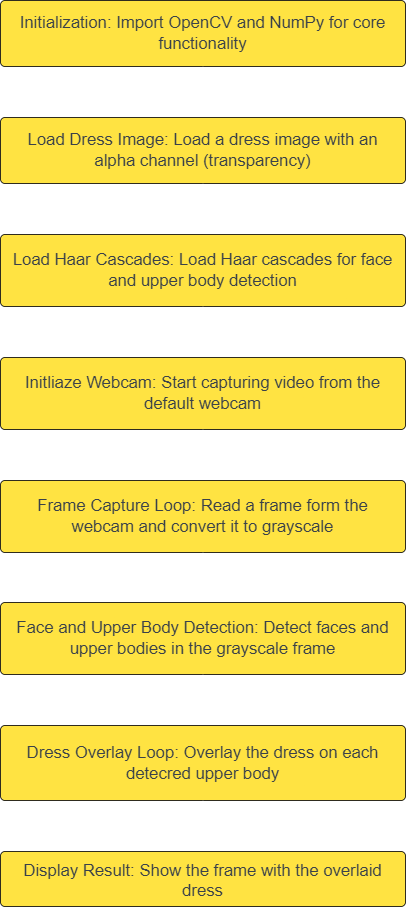 Initialization: Import OpenCV and NumPy for core
functionality
Load Dress Image: Load a dress image with an
alpha channel (transparency)
Load Haar Cascades: Load Haar cascades for face
and upper body detection
Initliaze Webcam: Start capturing video from the
default webcam
Frame Capture Loop: Read a frame form the
webcam and convert it to grayscale
Face and Upper Body Detection: Detect faces and
upper bodies in the grayscale frame
Dress Overlay Loop: Overlay the dress on each
detecred upper body
Display Result: Show the frame with the overlaid
dress